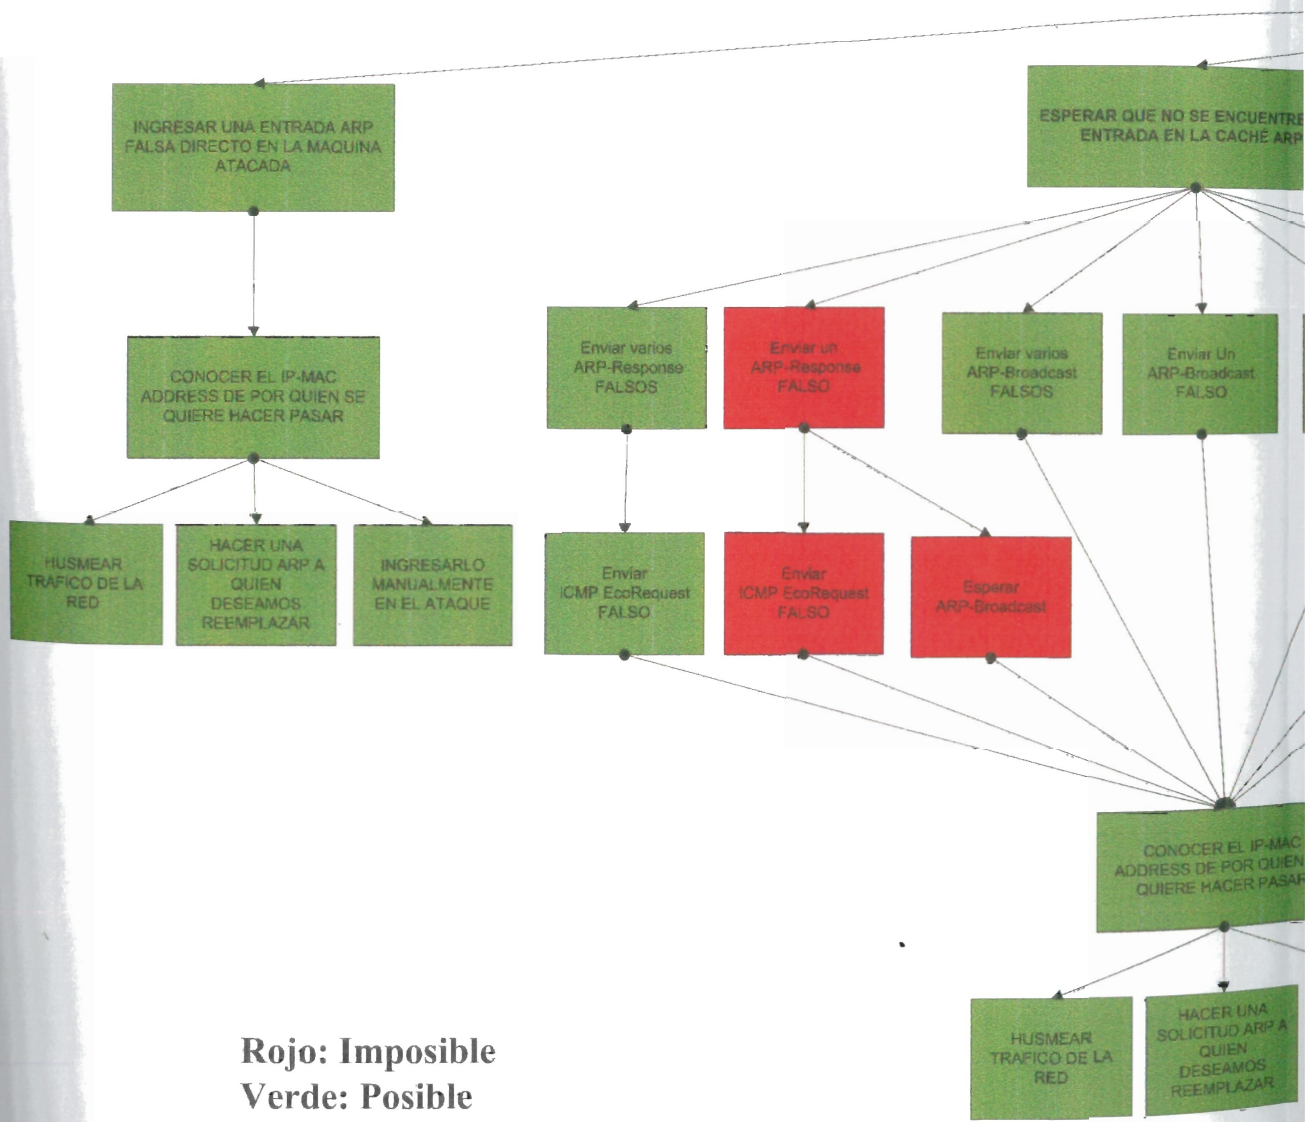 INGRESAR UNA ENTRADA ARP
FALSA DIRECTO EN LA MAQUINA
ATACADA
ESPERAR QUE NO SE ENCUENTRE
ENTRADA EN LA CACHÉ ARP
CONOCER EL IP-MAC
ADDRESS DE POR QUIEN SE
QUIERE HACER PASAR
Enviar varios
ARP-Response
FALSOS
Enviar un
ARP-Response
FALSO
Enviar varios
ARP-Broadcast
FALSOS
Enviar Un
ARP-Broadcast
FALSO
HUSMEAR
TRAFICO DE LA
RED
HACER UNA
SOLICITUD ARP A
QUIEN
DESEAMOS
REEMPLAZAR
INGRESARLO
MANUALMENTE
EN EL ATAQUE
Enviar
ICMP EcoRequest
FALSO
Enviar
ICMP EcoRequest
FALSO
Esperar
ARP-Broadcast
CONOCER EL IP-MAC
ADDRESS DE POR QUIEN
QUIERE HACER PASAR
HUSMEAR
TRAFICO DE LA
RED
HACER UNA
SOLICITUD ARP A
QUIEN
DESEAMOS
REEMPLAZAR
Rojo: Imposible
Verde: Posible